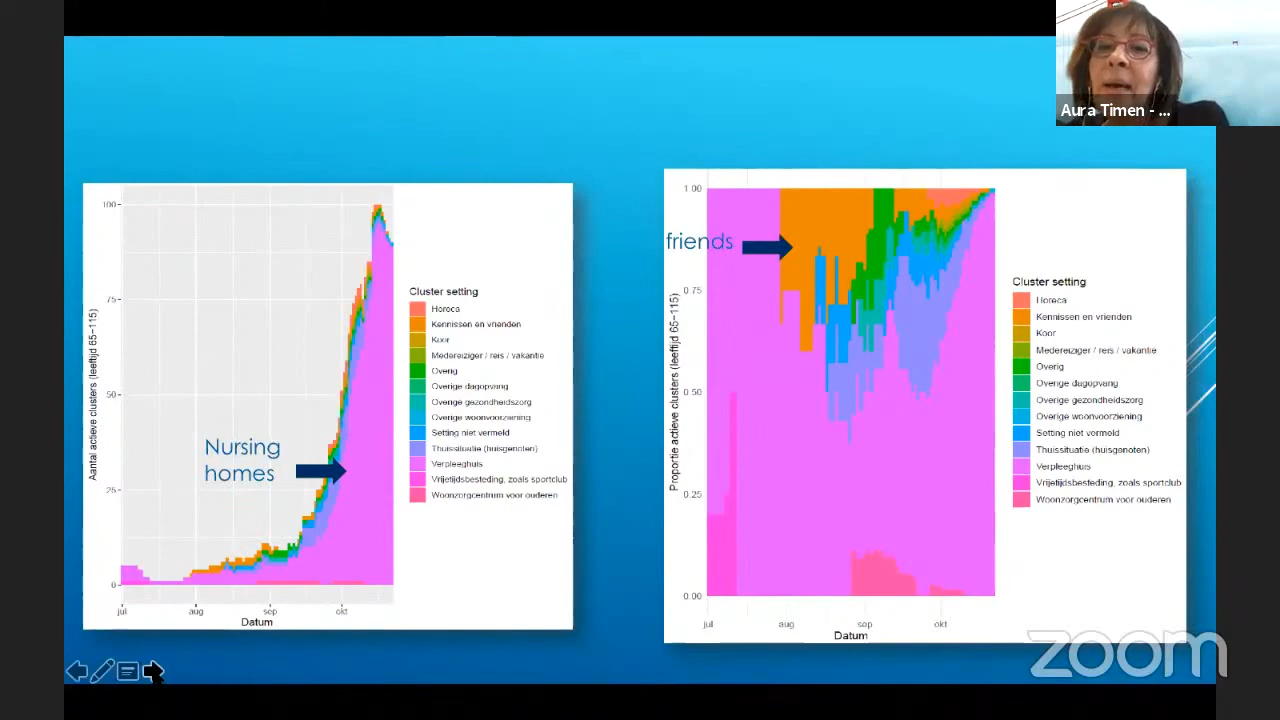 Aura Timen - ...
100
75
50
25
0
Aantal actieve clusters (leeftijd 65-115)
jul
aug
sep
okt
Datum
Nursing
homes
Cluster setting
Horeca
Kennissen en vrienden
Koor
Medereiziger / reis / vakantie
Overig
Overige dagopvang
Overige gezondheidszorg
Overige woonvoorziening
Setting niet vermeld
Thuissituatie (huisgenoten)
Verpleeghuis
Vrijetijdsbesteding, zoals sportclub
Woonzorgcentrum voor ouderen
1.00
0.75
0.50
0.25
0.00
Proportie actieve clusters (leeftijd 65-115)
jul
aug
sep
okt
Datum
friends
Cluster setting
Horeca
Kennissen en vrienden
Koor
Medereiziger / reis / vakantie
Overig
Overige dagopvang
Overige gezondheidszorg
Overige woonvoorziening
Setting niet vermeld
Thuissituatie (huisgenoten)
Verpleeghuis
Vrijetijdsbesteding, zoals sportclub
Woonzorgcentrum voor ouderen
zoom